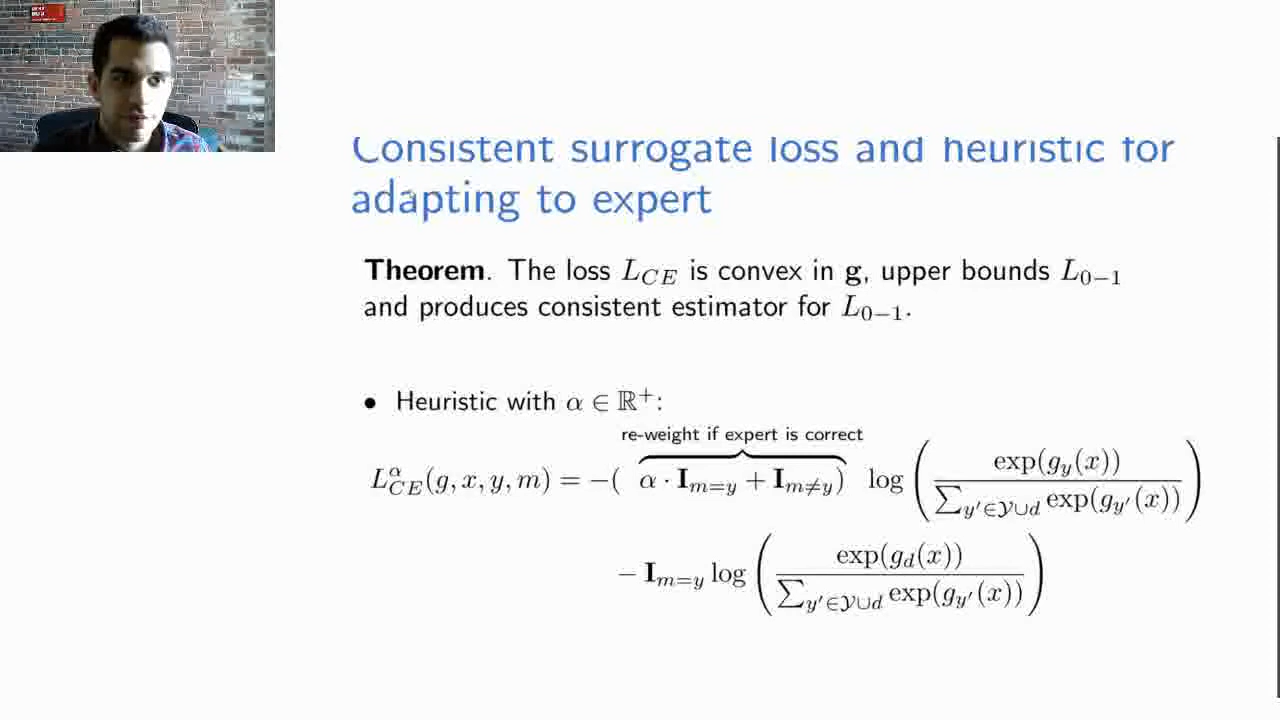 Consistent surrogate loss and heuristic for
adapting to expert
Theorem. The loss L_{CE} is convex in g, upper bounds L_{0−1}
and produces consistent estimator for L_{0−1}.
• Heuristic with α ∈ ℝ⁺:
re-weight if expert is correct
L^{α}_{CE}(g, x, y, m) = −( α · I_{m=y} + I_{m≠y}) log ( exp(g_y(x)) / ∑_{y′∈𝒴∪d} exp(g_{y′}(x)) )
− I_{m=y} log ( exp(g_d(x)) / ∑_{y′∈𝒴∪d} exp(g_{y′}(x)) )